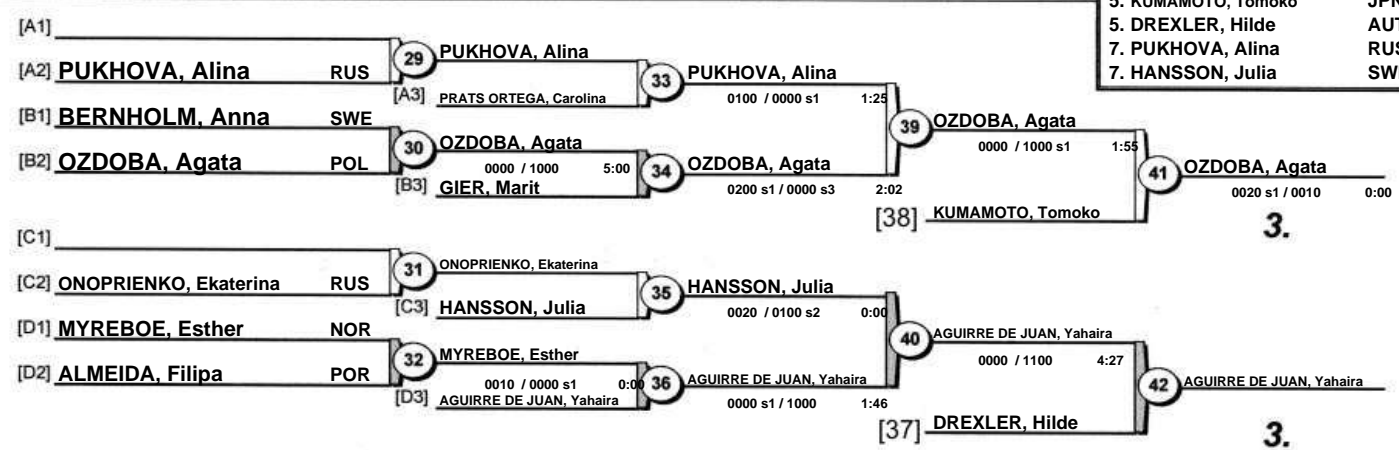 5. KUMAMOTO, Tomoko JPN
5. DREXLER, Hilde AUT
7. PUKHOVA, Alina RUS
7. HANSSON, Julia SW
[A1]
[A2] PUKHOVA, Alina RUS
29
PUKHOVA, Alina
[A3] PRATS ORTEGA, Carolina
33
PUKHOVA, Alina
0100 / 0000 s1 1:25
[B1] BERNHOLM, Anna SWE
[B2] OZDOBA, Agata POL
30
OZDOBA, Agata
0000 / 1000 5:00
[B3] GIER, Marit
34
OZDOBA, Agata
0200 s1 / 0000 s3 2:02
39
OZDOBA, Agata
0000 / 1000 s1 1:55
[38] KUMAMOTO, Tomoko
41
OZDOBA, Agata
0020 s1 / 0010 0:00
3.
[C1]
[C2] ONOPRIENKO, Ekaterina RUS
31
ONOPRIENKO, Ekaterina
[C3] HANSSON, Julia
35
HANSSON, Julia
0020 / 0100 s2 0:00
[D1] MYREBOE, Esther NOR
[D2] ALMEIDA, Filipa POR
32
MYREBOE, Esther
0010 / 0000 s1 0:00
[D3] AGUIRRE DE JUAN, Yahaira
36
AGUIRRE DE JUAN, Yahaira
0000 s1 / 1000 1:46
40
AGUIRRE DE JUAN, Yahaira
0000 / 1100 4:27
[37] DREXLER, Hilde
42
AGUIRRE DE JUAN, Yahaira
3.